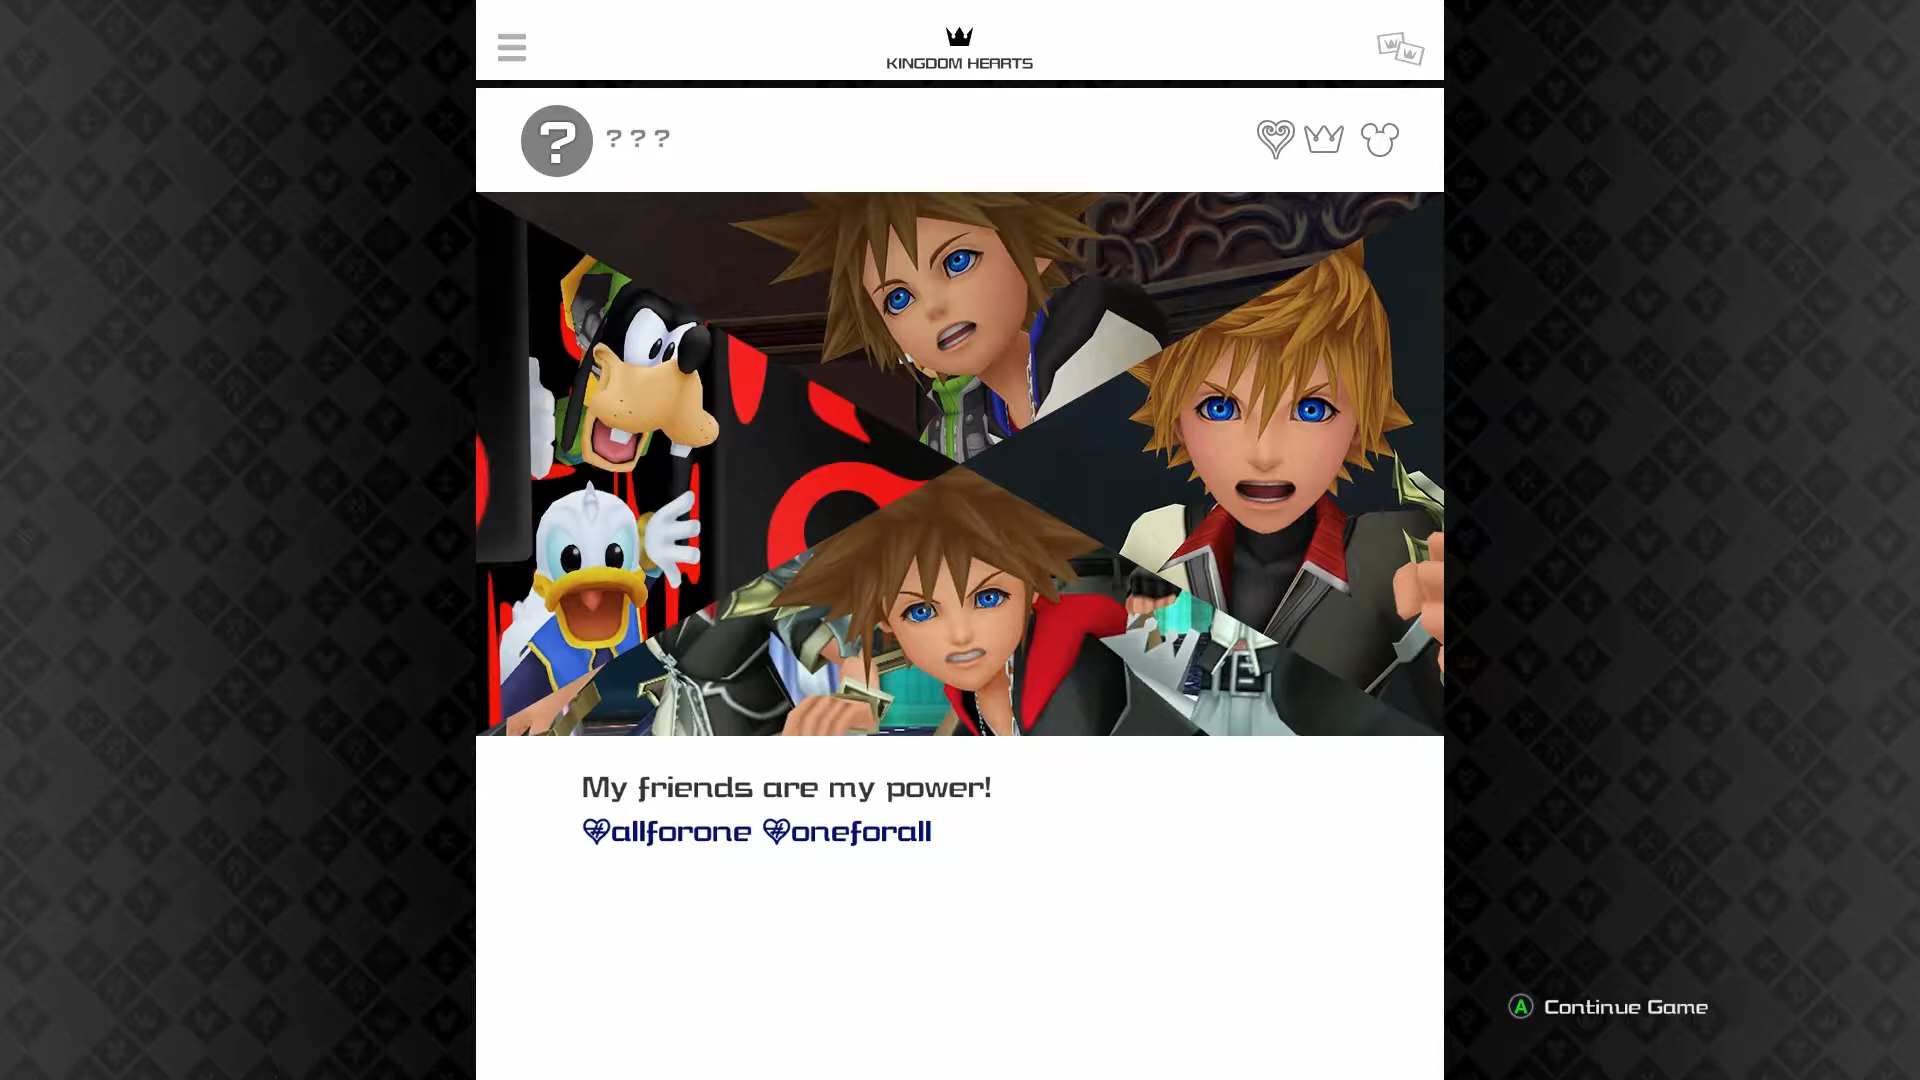 KINGDOM HEARTS
?
? ? ?
My friends are my power!
#allforone #oneforall
A Continue Game